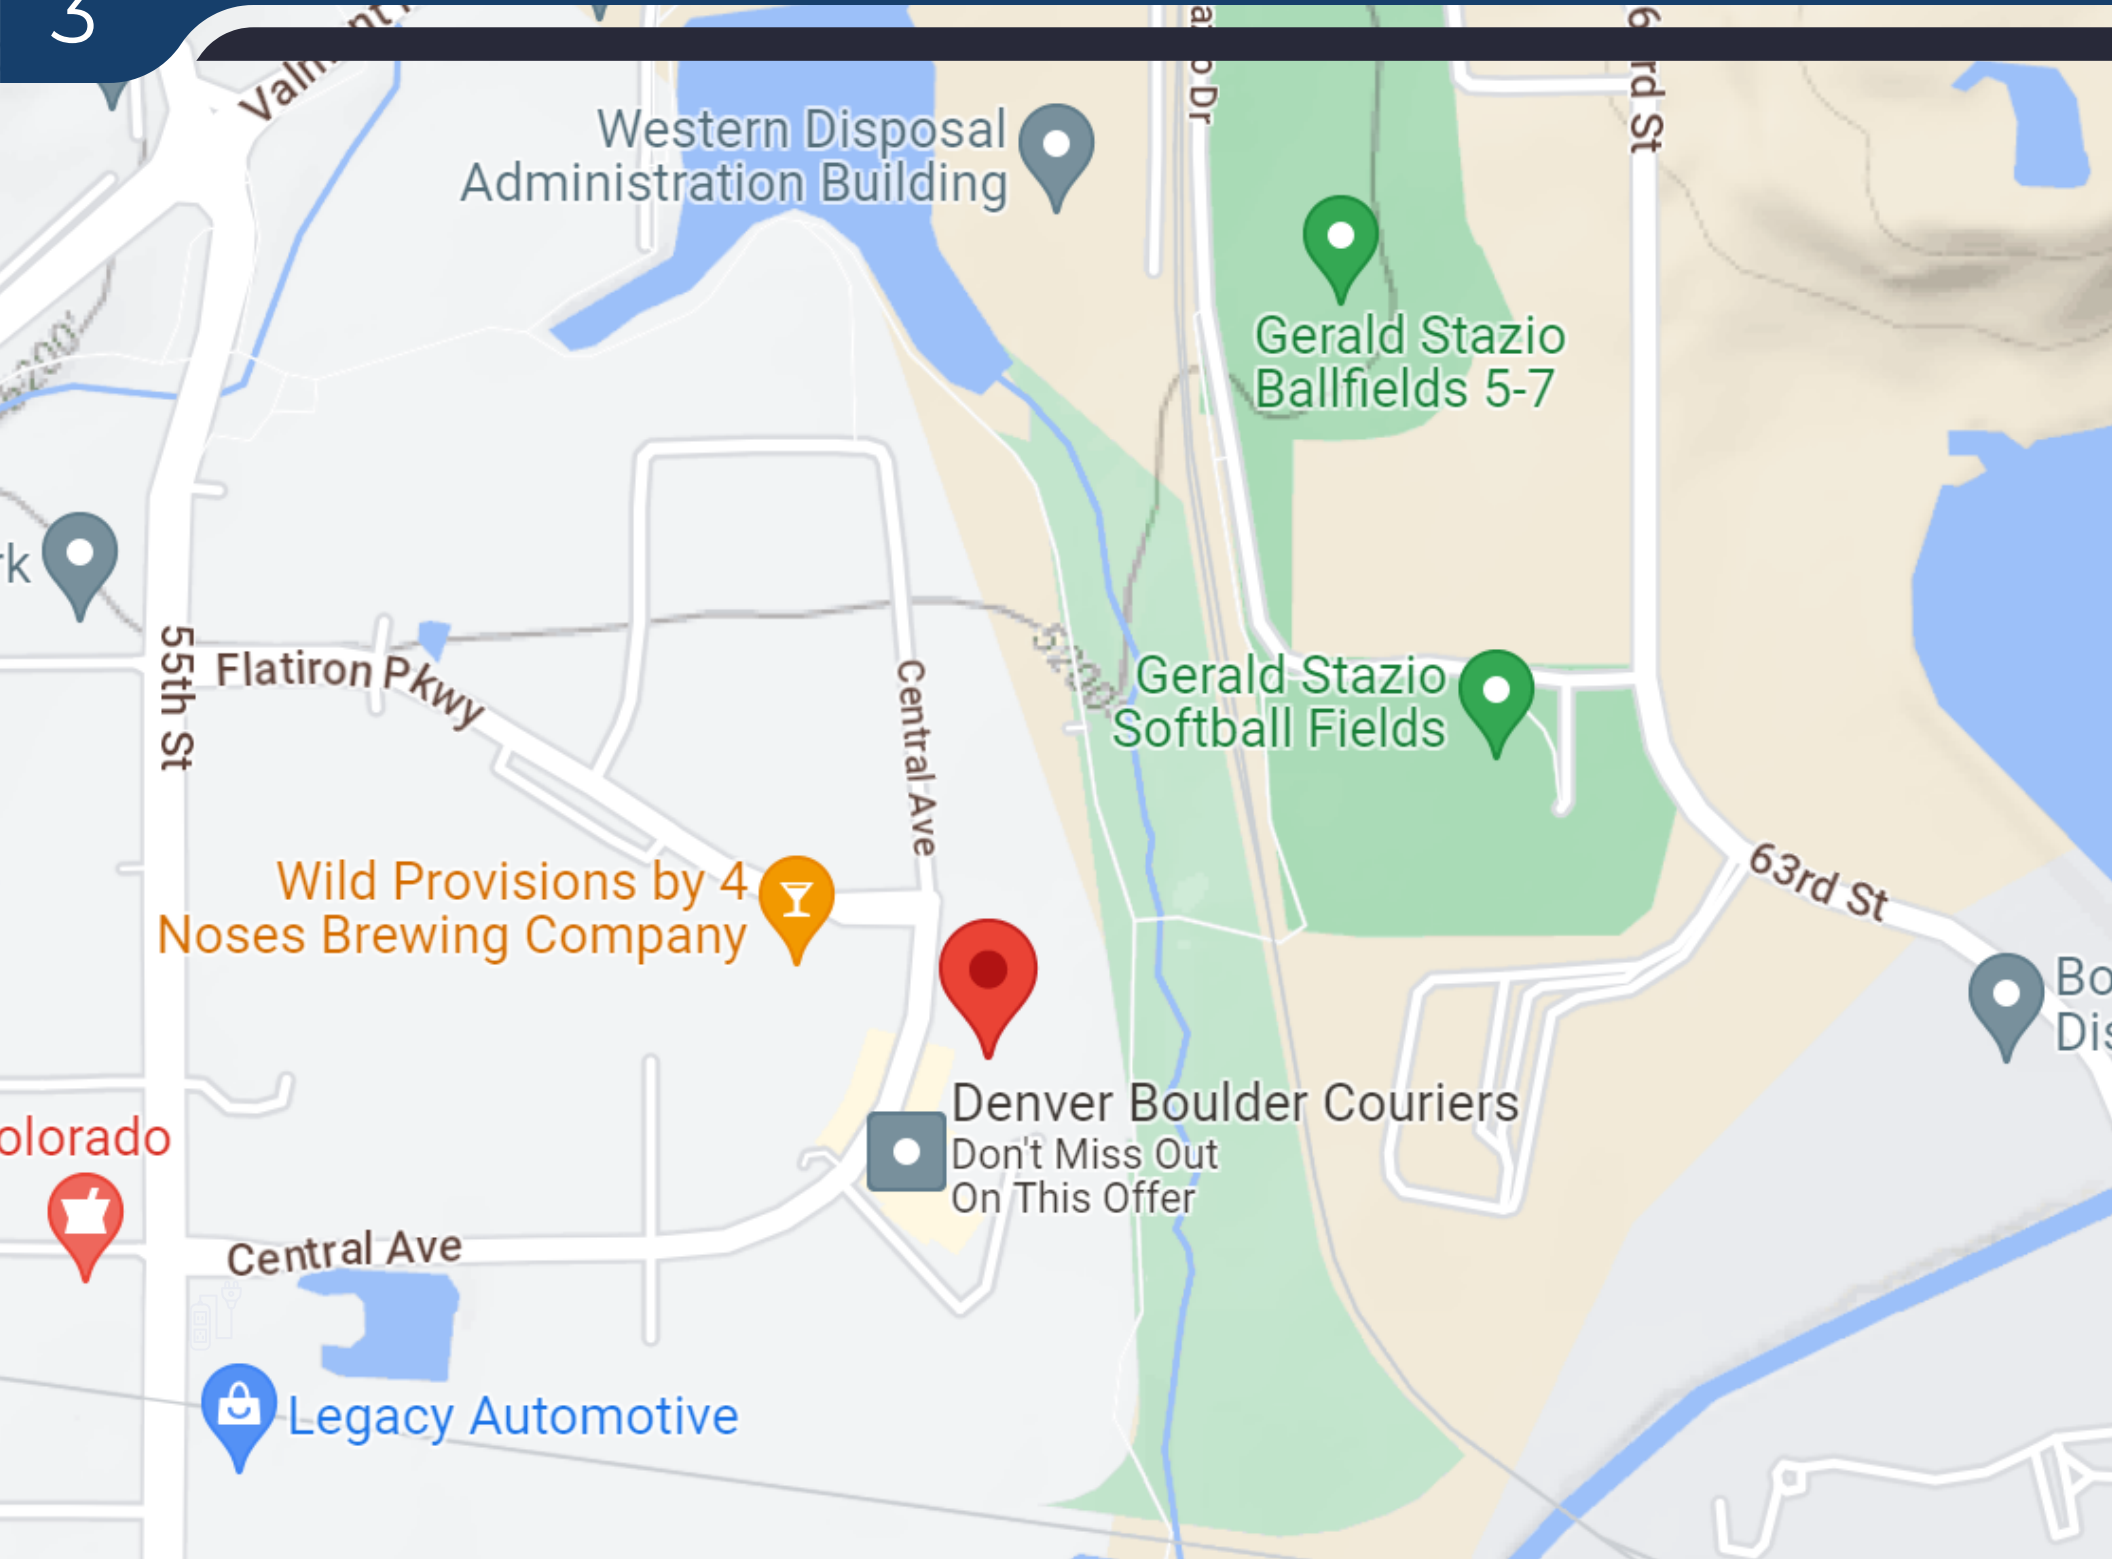 3
Western Disposal
Administration Building
Gerald Stazio
Ballfields 5-7
55th St
Flatiron Pkwy
Central Ave
Gerald Stazio
Softball Fields
Wild Provisions by 4
Noses Brewing Company
63rd St
Denver Boulder Couriers
Don't Miss Out
On This Offer
Central Ave
Legacy Automotive